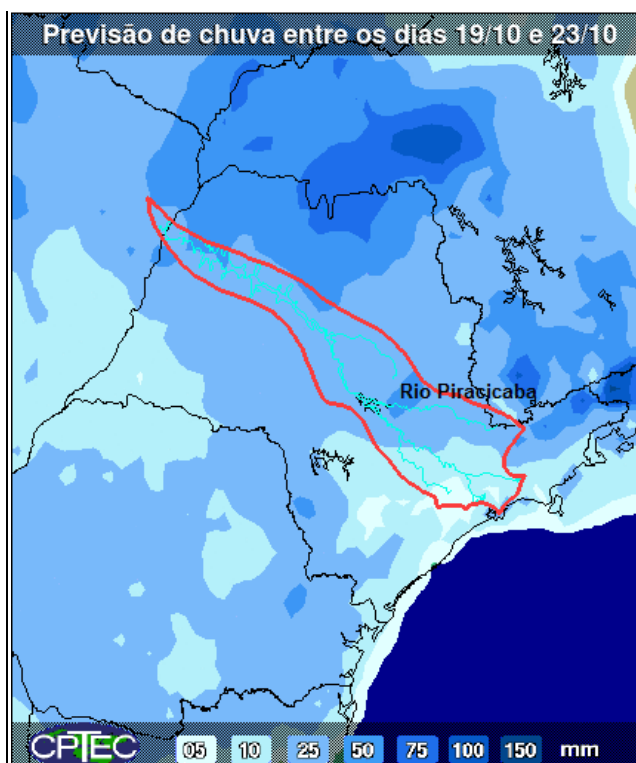 Previsão de chuva entre os dias 19/10 e 23/10
Rio Piracicaba
CPTEC 05 10 25 50 75 100 150 mm